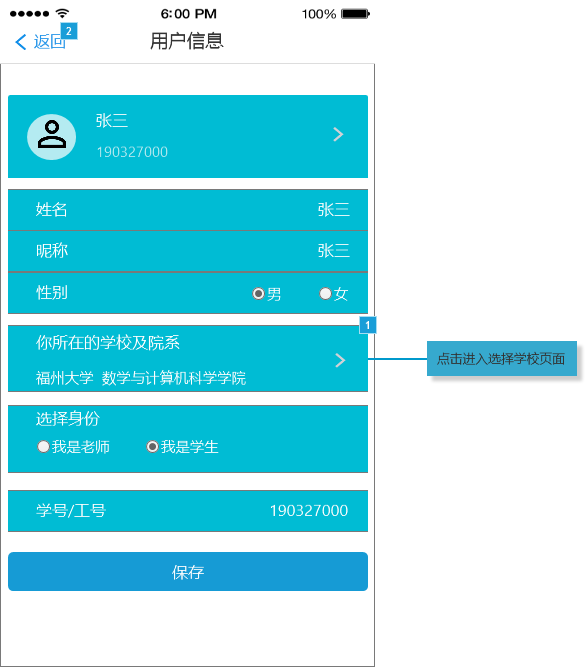 6:00 PM
100%
返回
2
用户信息
张三
190327000
姓名 张三
昵称 张三
性别 男 女
1
你所在的学校及院系
点击进入选择学校页面
福州大学 数学与计算机科学学院
选择身份
我是老师 我是学生
学号/工号 190327000
保存